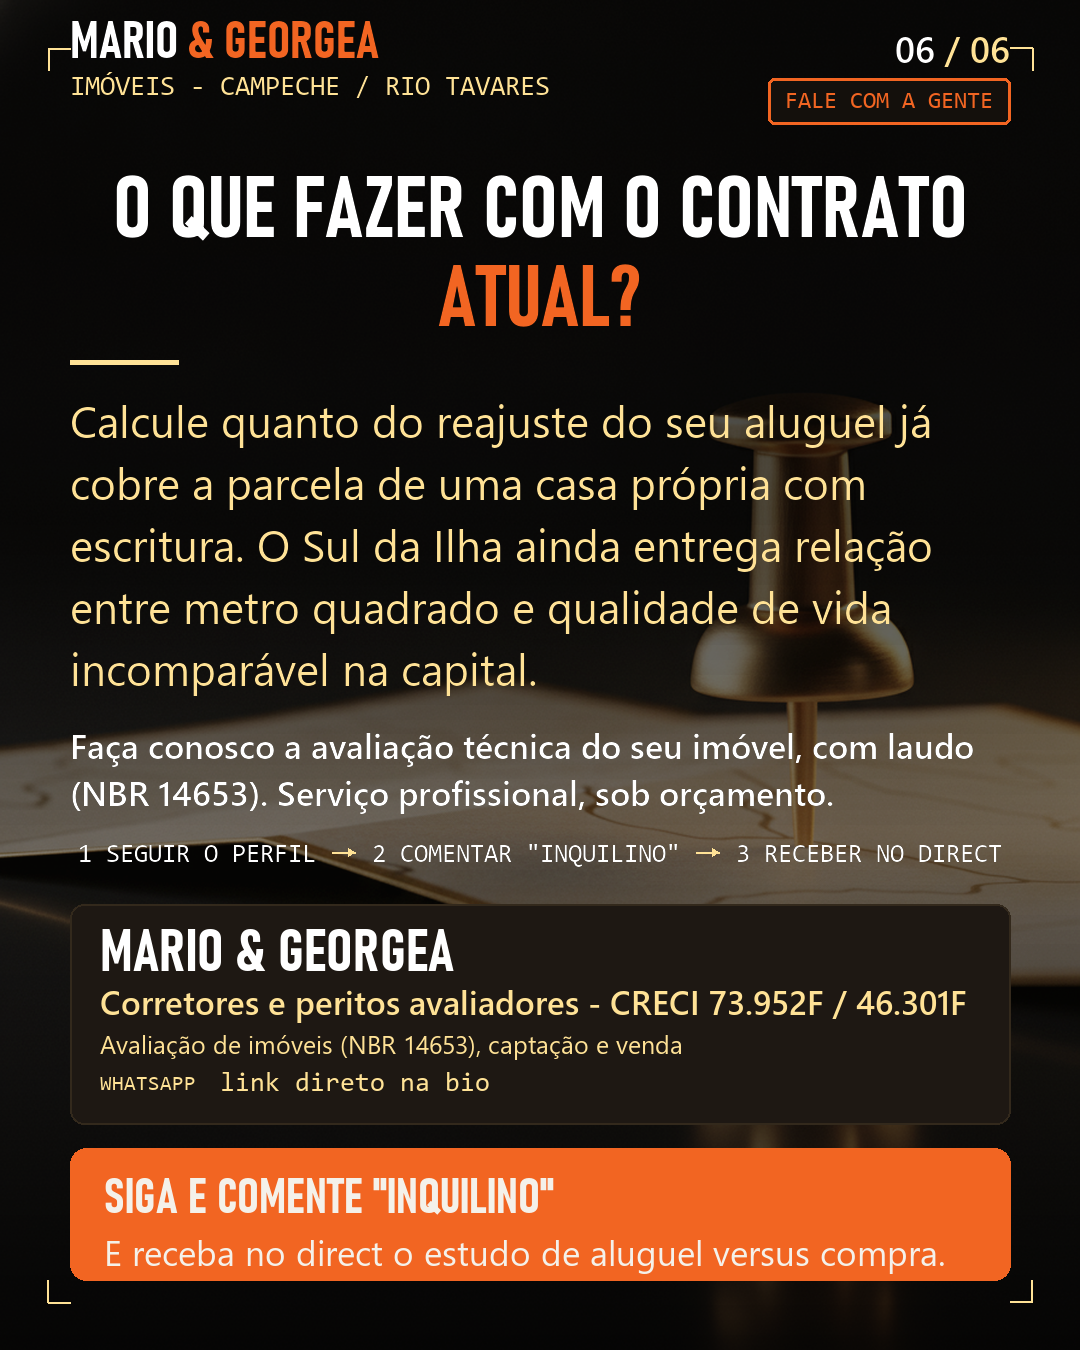 MARIO & GEORGEA
IMÓVEIS - CAMPECHE / RIO TAVARES
06 / 06
FALE COM A GENTE
O QUE FAZER COM O CONTRATO
ATUAL?
Calcule quanto do reajuste do seu aluguel já
cobre a parcela de uma casa própria com
escritura. O Sul da Ilha ainda entrega relação
entre metro quadrado e qualidade de vida
incomparável na capital.
Faça conosco a avaliação técnica do seu imóvel, com laudo
(NBR 14653). Serviço profissional, sob orçamento.
1 SEGUIR O PERFIL → 2 COMENTAR "INQUILINO" → 3 RECEBER NO DIRECT
MARIO & GEORGEA
Corretores e peritos avaliadores - CRECI 73.952F / 46.301F
Avaliação de imóveis (NBR 14653), captação e venda
WHATSAPP link direto na bio
SIGA E COMENTE "INQUILINO"
E receba no direct o estudo de aluguel versus compra.